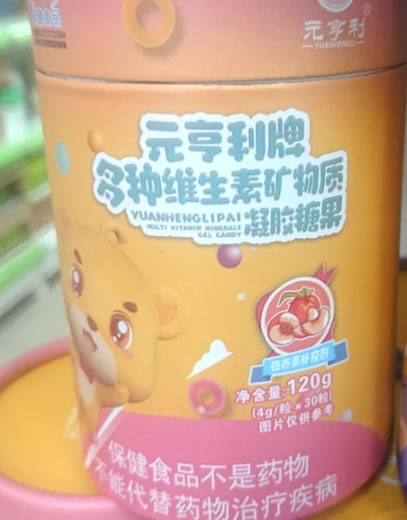 元亨利®
YUANHENGLI
元亨利牌
多种维生素矿物质
YUANHENGLIPAI
MULTI VITAMIN MINERALS
GEL CANDY
凝胶糖果
营养素补充剂
净含量:120g
(4g/粒×30粒)
图片仅供参考
保健食品不是药物
不能代替药物治疗疾病